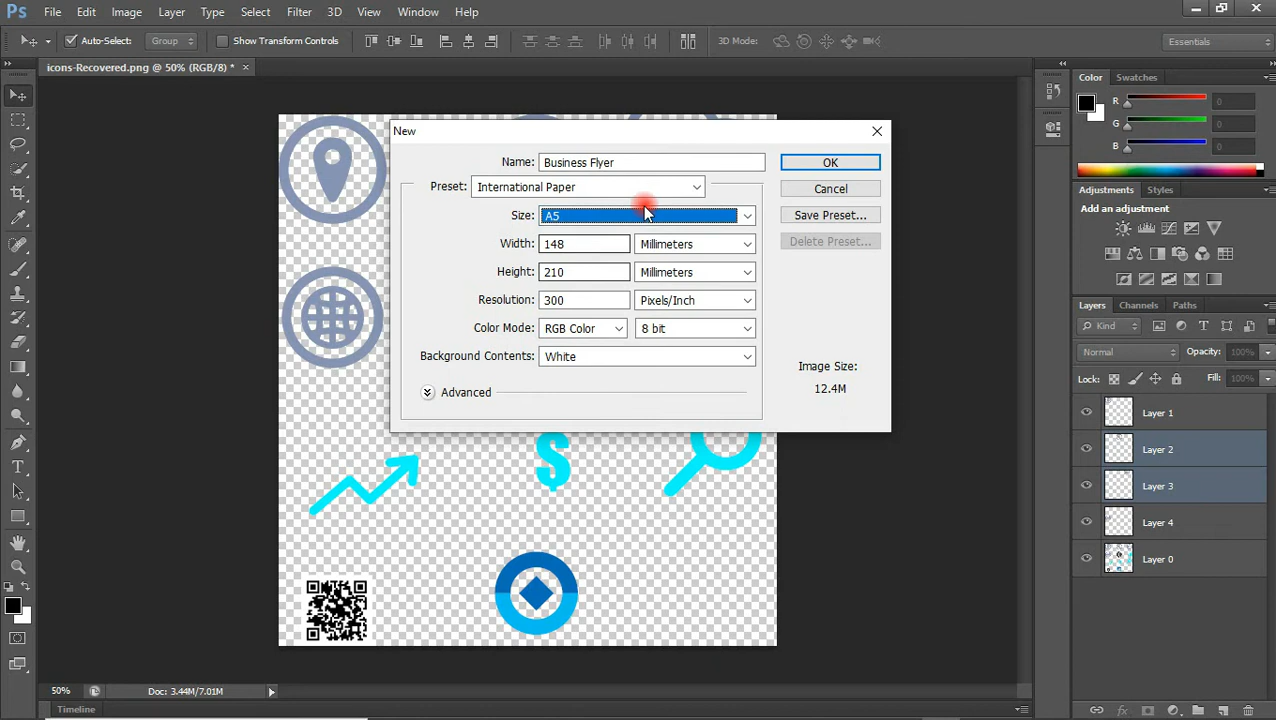 Ps File Edit Image Layer Type Select Filter 3D View Window Help
Auto-Select: Group Show Transform Controls 3D Mode: Essentials
icons-Recovered.png @ 50% (RGB/8) * ×
New
Name: Business Flyer OK
Preset: International Paper Cancel
Size: A5 Save Preset...
Width: 148 Millimeters Delete Preset...
Height: 210 Millimeters
Resolution: 300 Pixels/Inch
Color Mode: RGB Color 8 bit
Background Contents: White
Image Size:
12.4M
Advanced
$
Color Swatches
R 0
G 0
B 0
Adjustments Styles
Add an adjustment
Layers Channels Paths
Kind
Normal Opacity: 100%
Lock: Fill: 100%
Layer 1
Layer 2
Layer 3
Layer 4
Layer 0
T
50% Doc: 3.44M/7.01M
Timeline
fx